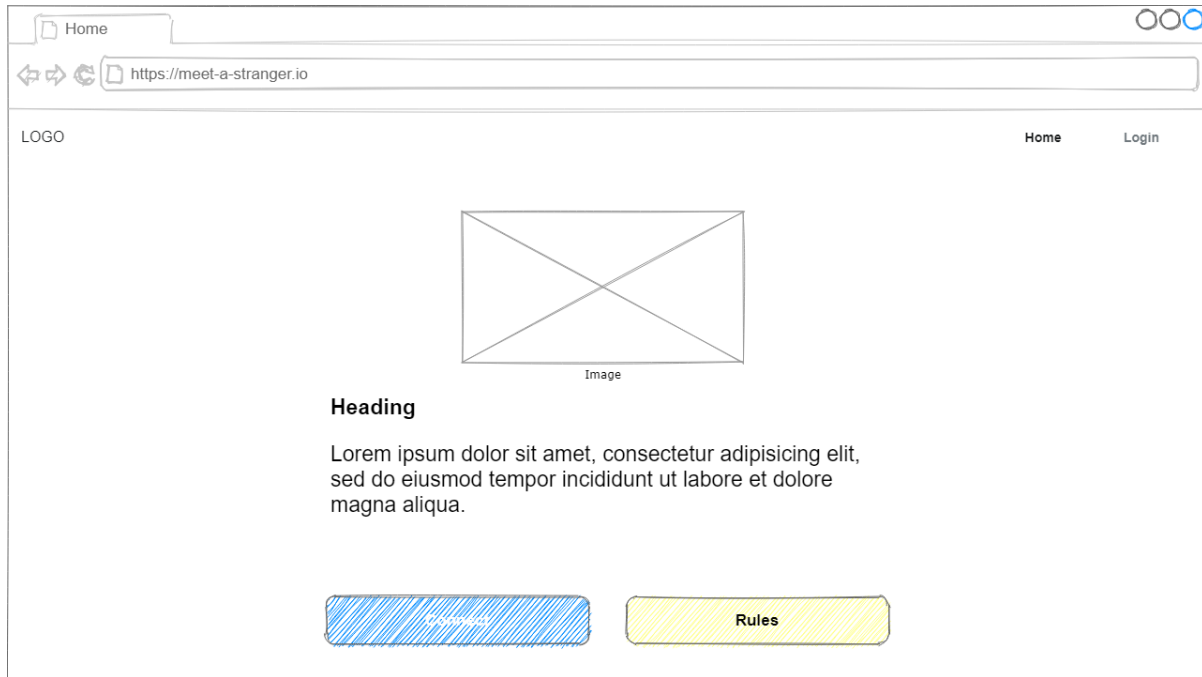 Home
https://meet-a-stranger.io
LOGO
Home
Login
Image
Heading
Lorem ipsum dolor sit amet, consectetur adipisicing elit,
sed do eiusmod tempor incididunt ut labore et dolore
magna aliqua.
Connect
Rules